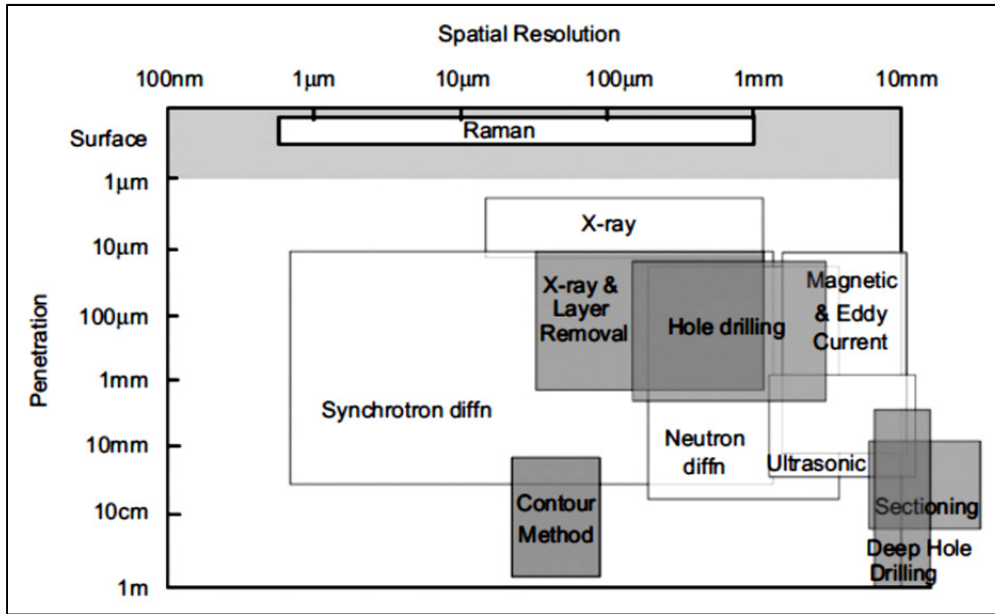 Spatial Resolution
100nm 1μm 10μm 100μm 1mm 10mm
Surface
Raman
1μm
X-ray
10μm
X-ray &
Layer
Removal
Magnetic
& Eddy
Current
100μm
Hole drilling
Penetration
1mm
Synchrotron diffn
Neutron
diffn
10mm
Ultrasonic
10cm
Contour
Method
Sectioning
Deep Hole
Drilling
1m